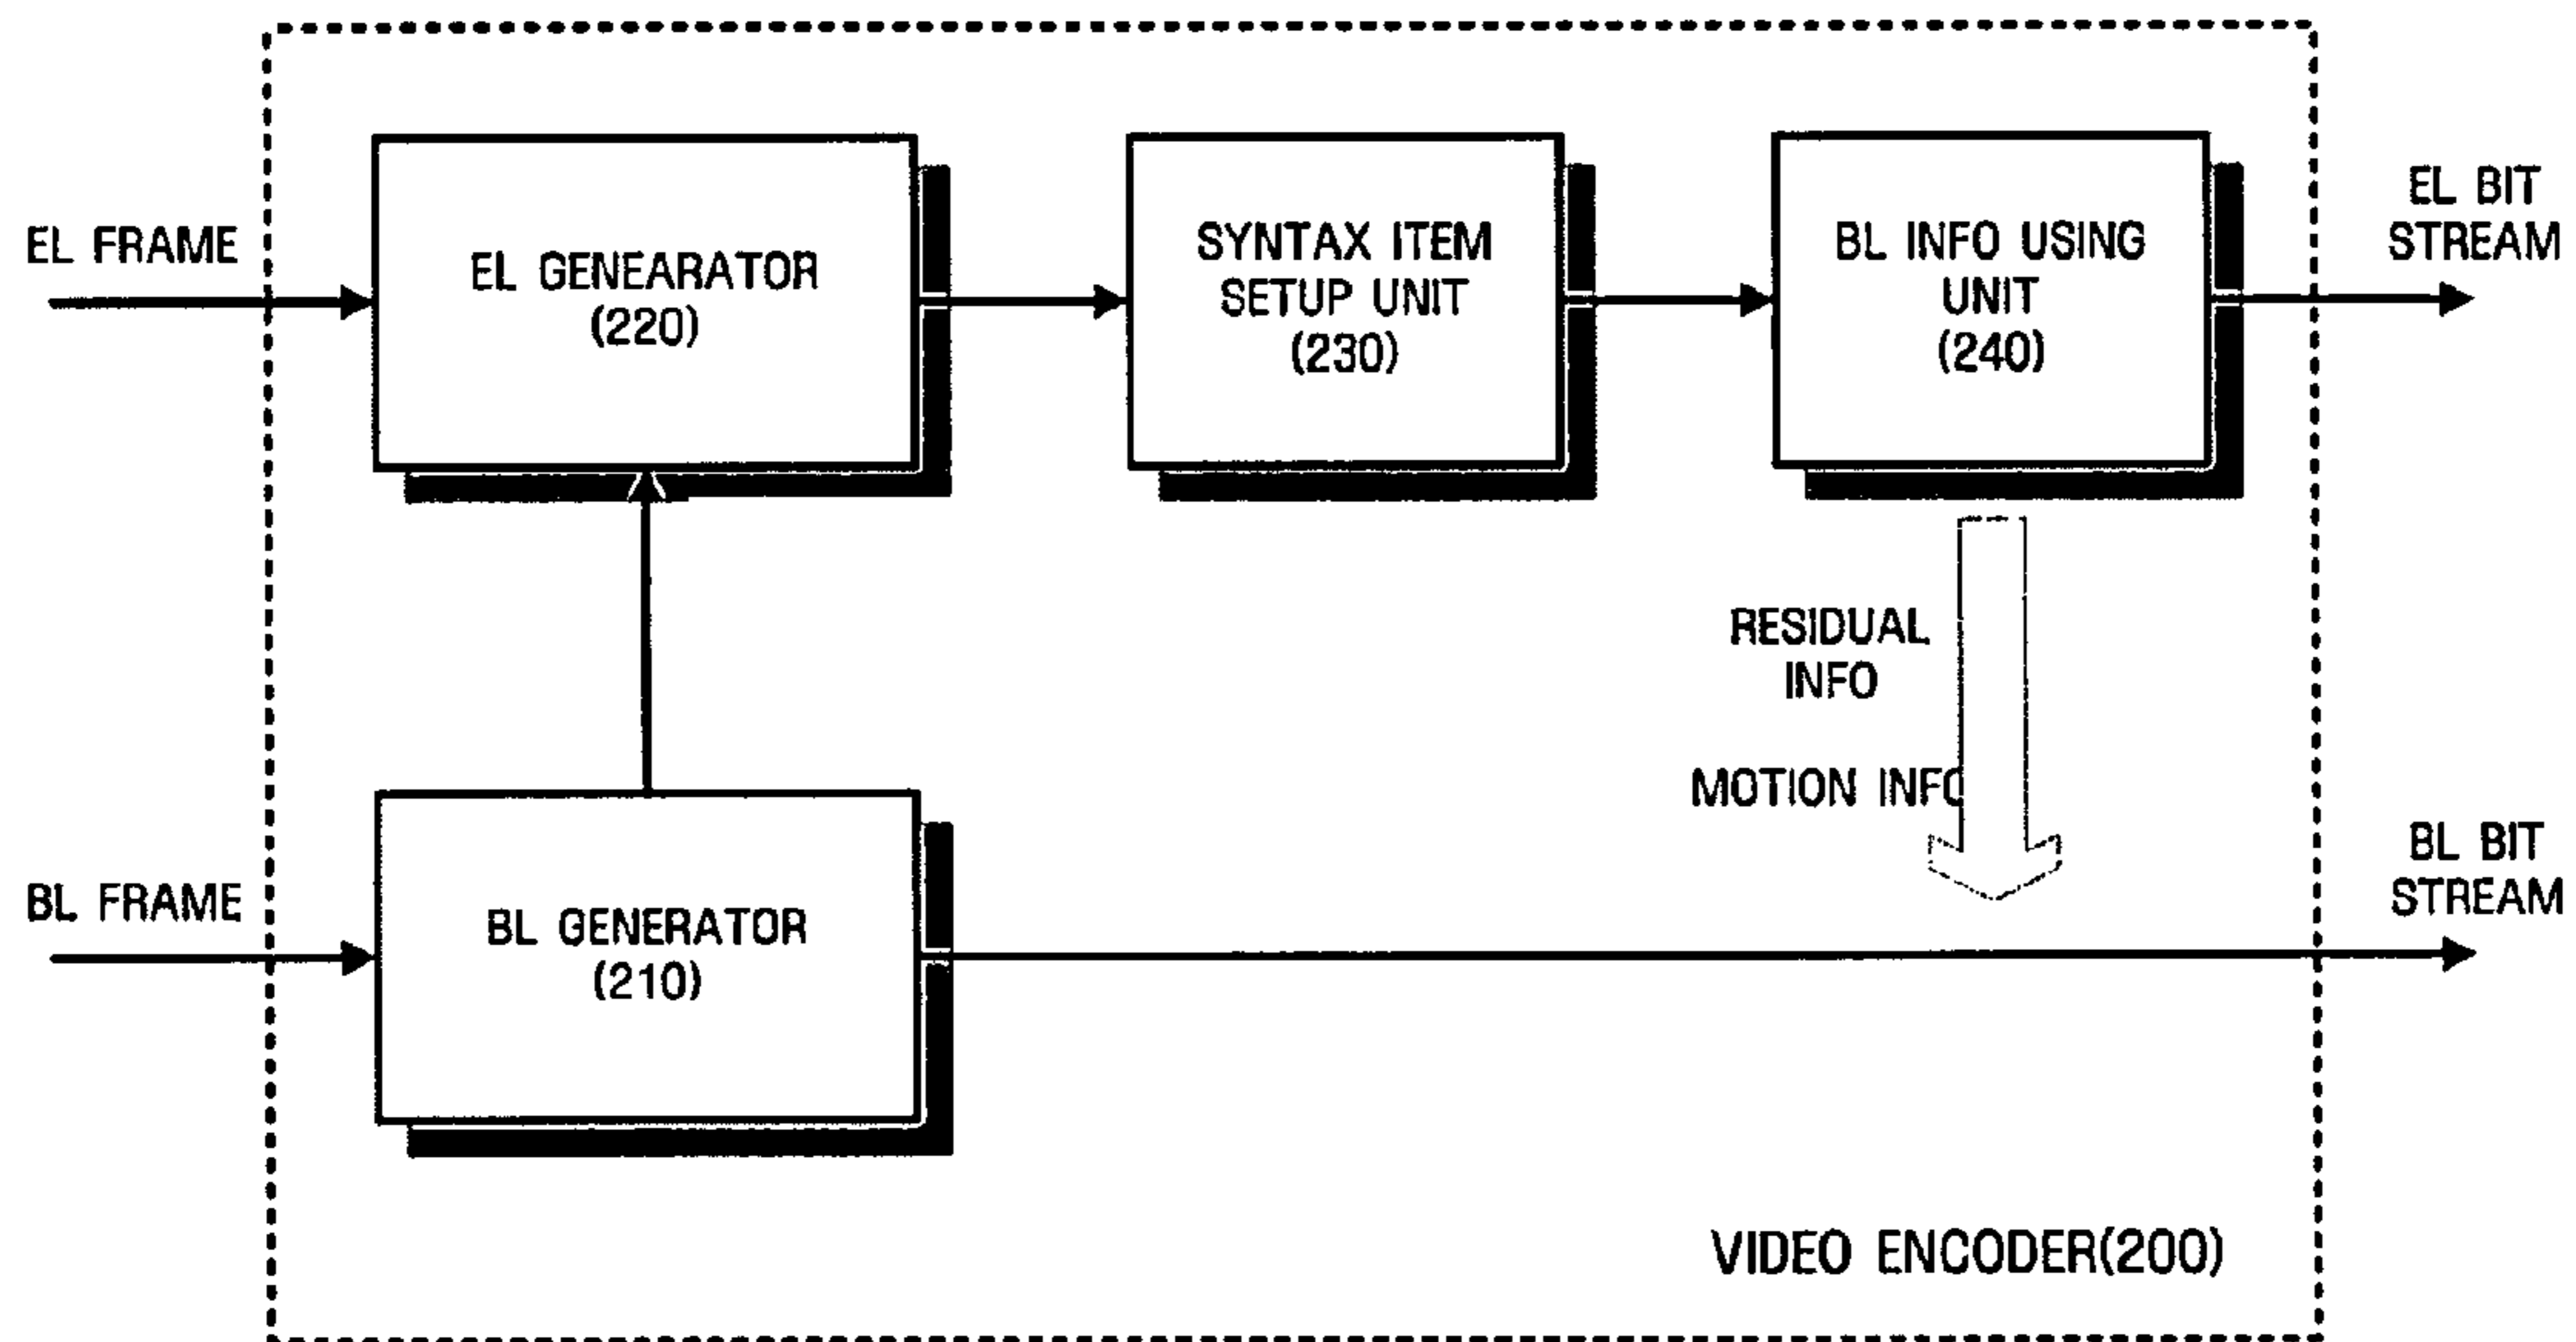 EL FRAME
EL GENEARATOR
(220)
SYNTAX ITEM
SETUP UNIT
(230)
BL INFO USING
UNIT
(240)
EL BIT
STREAM
RESIDUAL
INFO
MOTION INFO
BL FRAME
BL GENERATOR
(210)
BL BIT
STREAM
VIDEO ENCODER(200)